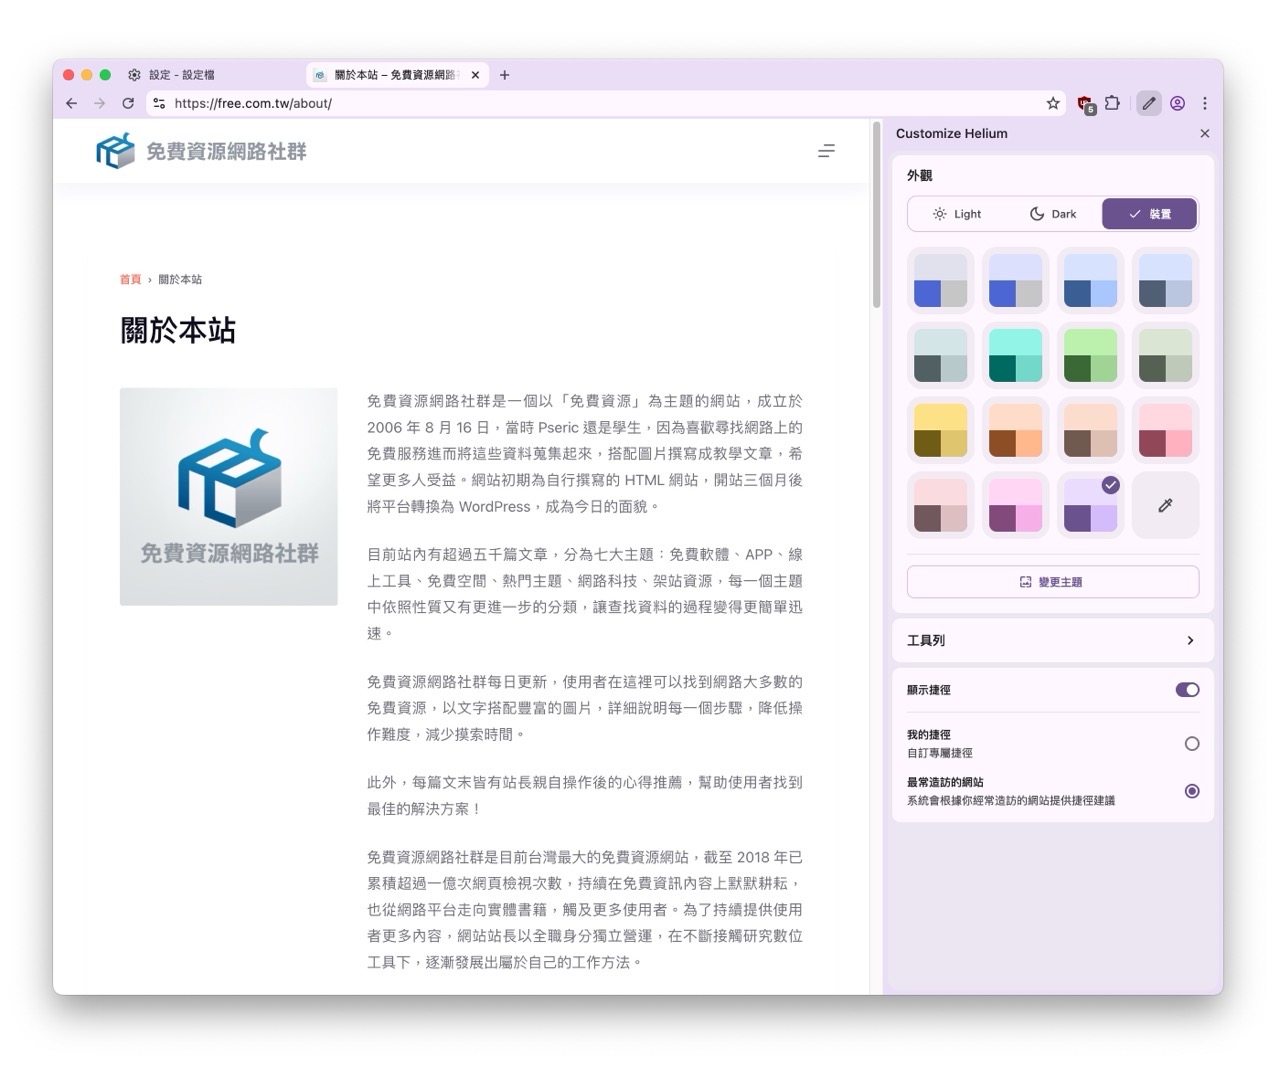 設定 - 設定檔
關於本站 – 免費資源網路
https://free.com.tw/about/
5
免費資源網路社群
首頁 › 關於本站
關於本站
免費資源網路社群
免費資源網路社群是一個以「免費資源」為主題的網站，成立於
2006 年 8 月 16 日，當時 Pseric 還是學生，因為喜歡尋找網路上的
免費服務進而將這些資料蒐集起來，搭配圖片撰寫成教學文章，希
望更多人受益。網站初期為自行撰寫的 HTML 網站，開站三個月後
將平台轉換為 WordPress，成為今日的面貌。
目前站內有超過五千篇文章，分為七大主題：免費軟體、APP、線
上工具、免費空間、熱門主題、網路科技、架站資源，每一個主題
中依照性質又有更進一步的分類，讓查找資料的過程變得更簡單迅
速。
免費資源網路社群每日更新，使用者在這裡可以找到網路大多數的
免費資源，以文字搭配豐富的圖片，詳細說明每一個步驟，降低操
作難度，減少摸索時間。
此外，每篇文末皆有站長親自操作後的心得推薦，幫助使用者找到
最佳的解決方案！
免費資源網路社群是目前台灣最大的免費資源網站，截至 2018 年已
累積超過一億次網頁檢視次數，持續在免費資訊內容上默默耕耘，
也從網路平台走向實體書籍，觸及更多使用者。為了持續提供使用
者更多內容，網站站長以全職身分獨立營運，在不斷接觸研究數位
工具下，逐漸發展出屬於自己的工作方法。
Customize Helium
外觀
Light
Dark
裝置
變更主題
工具列
顯示捷徑
我的捷徑
自訂專屬捷徑
最常造訪的網站
系統會根據你經常造訪的網站提供捷徑建議